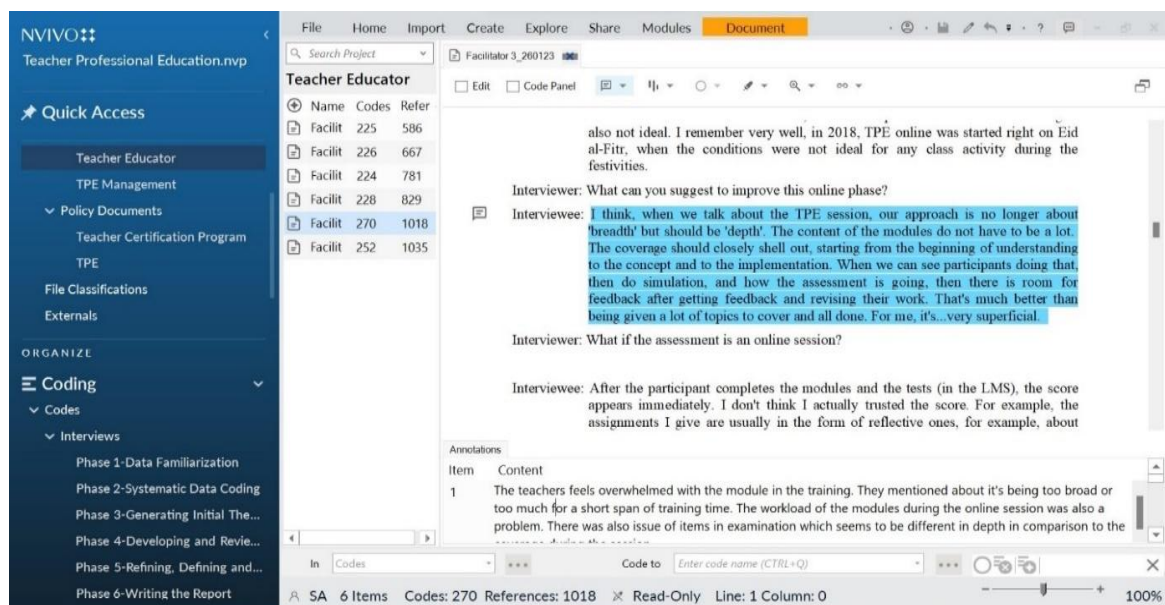 NVIVO
File Home Import Create Explore Share Modules Document
Teacher Professional Education.nvp
Quick Access
Teacher Educator
TPE Management
Policy Documents
Teacher Certification Program
TPE
File Classifications
Externals
ORGANIZE
Coding
Codes
Interviews
Phase 1-Data Familiarization
Phase 2-Systematic Data Coding
Phase 3-Generating Initial The...
Phase 4-Developing and Revie...
Phase 5-Refining, Defining and...
Phase 6-Writing the Report
Search Project
Teacher Educator
Name Codes Refer
Facilit 225 586
Facilit 226 667
Facilit 224 781
Facilit 228 829
Facilit 270 1018
Facilit 252 1035
Facilitator 3_260123
Edit Code Panel
also not ideal. I remember very well, in 2018, TPE online was started right on Eid
al-Fitr, when the conditions were not ideal for any class activity during the
festivities.
Interviewer: What can you suggest to improve this online phase?
Interviewee: I think, when we talk about the TPE session, our approach is no longer about
'breadth' but should be 'depth'. The content of the modules do not have to be a lot.
The coverage should closely shell out, starting from the beginning of understanding
to the concept and to the implementation. When we can see participants doing that,
then do simulation, and how the assessment is going, then there is room for
feedback after getting feedback and revising their work. That's much better than
being given a lot of topics to cover and all done. For me, it's...very superficial.
Interviewer: What if the assessment is an online session?
Interviewee: After the participant completes the modules and the tests (in the LMS), the score
appears immediately. I don't think I actually trusted the score. For example, the
assignments I give are usually in the form of reflective ones, for example, about
Annotations
Item Content
1 The teachers feels overwhelmed with the module in the training. They mentioned about it's being too broad or
too much for a short span of training time. The workload of the modules during the online session was also a
problem. There was also issue of items in examination which seems to be different in depth in comparison to the
In Codes Code to Enter code name (CTRL+Q)
SA 6 Items Codes: 270 References: 1018 Read-Only Line: 1 Column: 0 100%